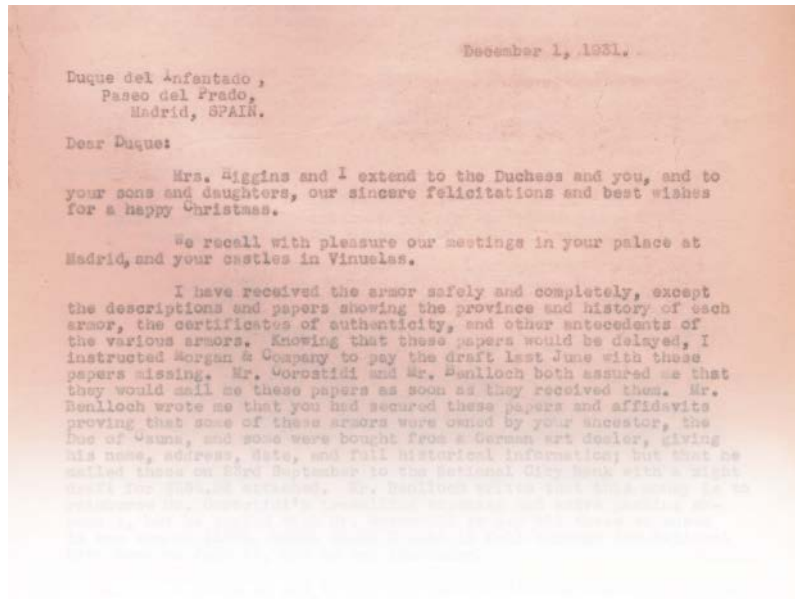 December 1, 1931.
Duque del Infantado,
Paseo del Prado,
Madrid, SPAIN.
Dear Duque:
Mrs. Higgins and I extend to the Duchess and you, and to
your sons and daughters, our sincere felicitations and best wishes
for a happy Christmas.
We recall with pleasure our meetings in your palace at
Madrid, and your castles in Vinuelas.
I have received the armor safely and completely, except
the descriptions and papers showing the province and history of each
armor, the certificates of authenticity, and other antecedents of
the various armors. Knowing that these papers would be delayed, I
instructed Morgan & Company to pay the draft last June with these
papers missing. Mr. Gorostidi and Mr. Benlloch both assured me that
they would mail me these papers as soon as they received them. Mr.
Benlloch wrote me that you had secured these papers and affidavits
proving that some of these armors were owned by your ancestor, the
Duc of Osuna, and some were bought from a German art dealer, giving
his name, address, date, and full historical information; but that he
mailed these on 23rd September to the National City Bank with a sight
draft for